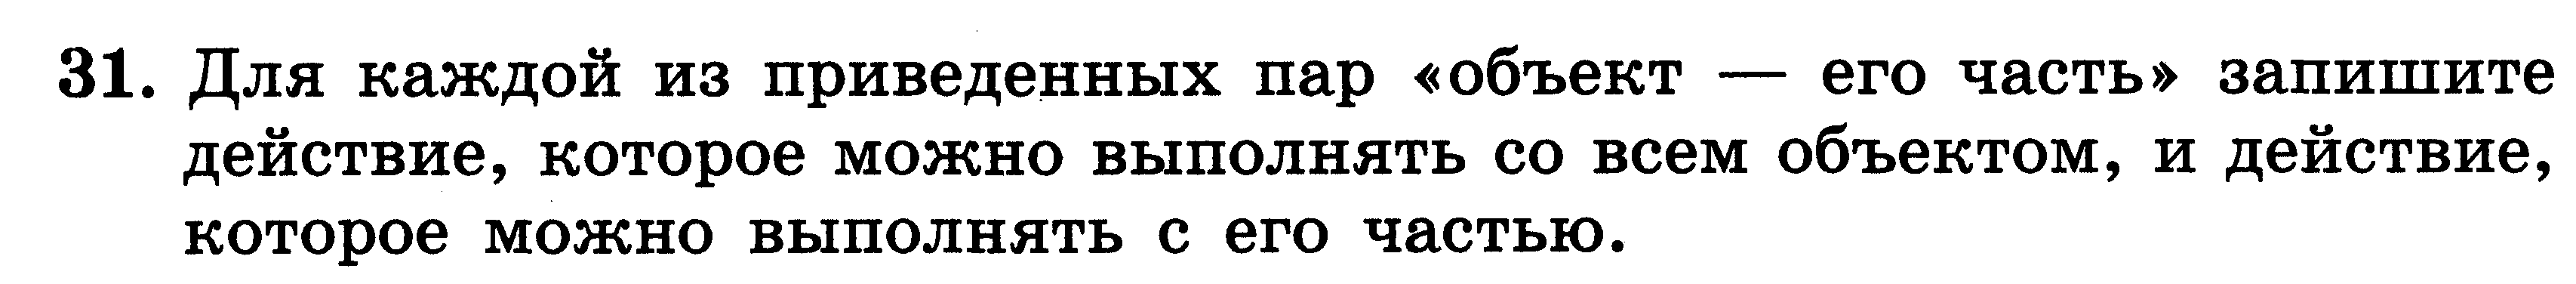 31. Для каждой из приведенных пар «объект — его часть» запишите
действие, которое можно выполнять со всем объектом, и действие,
которое можно выполнять с его частью.